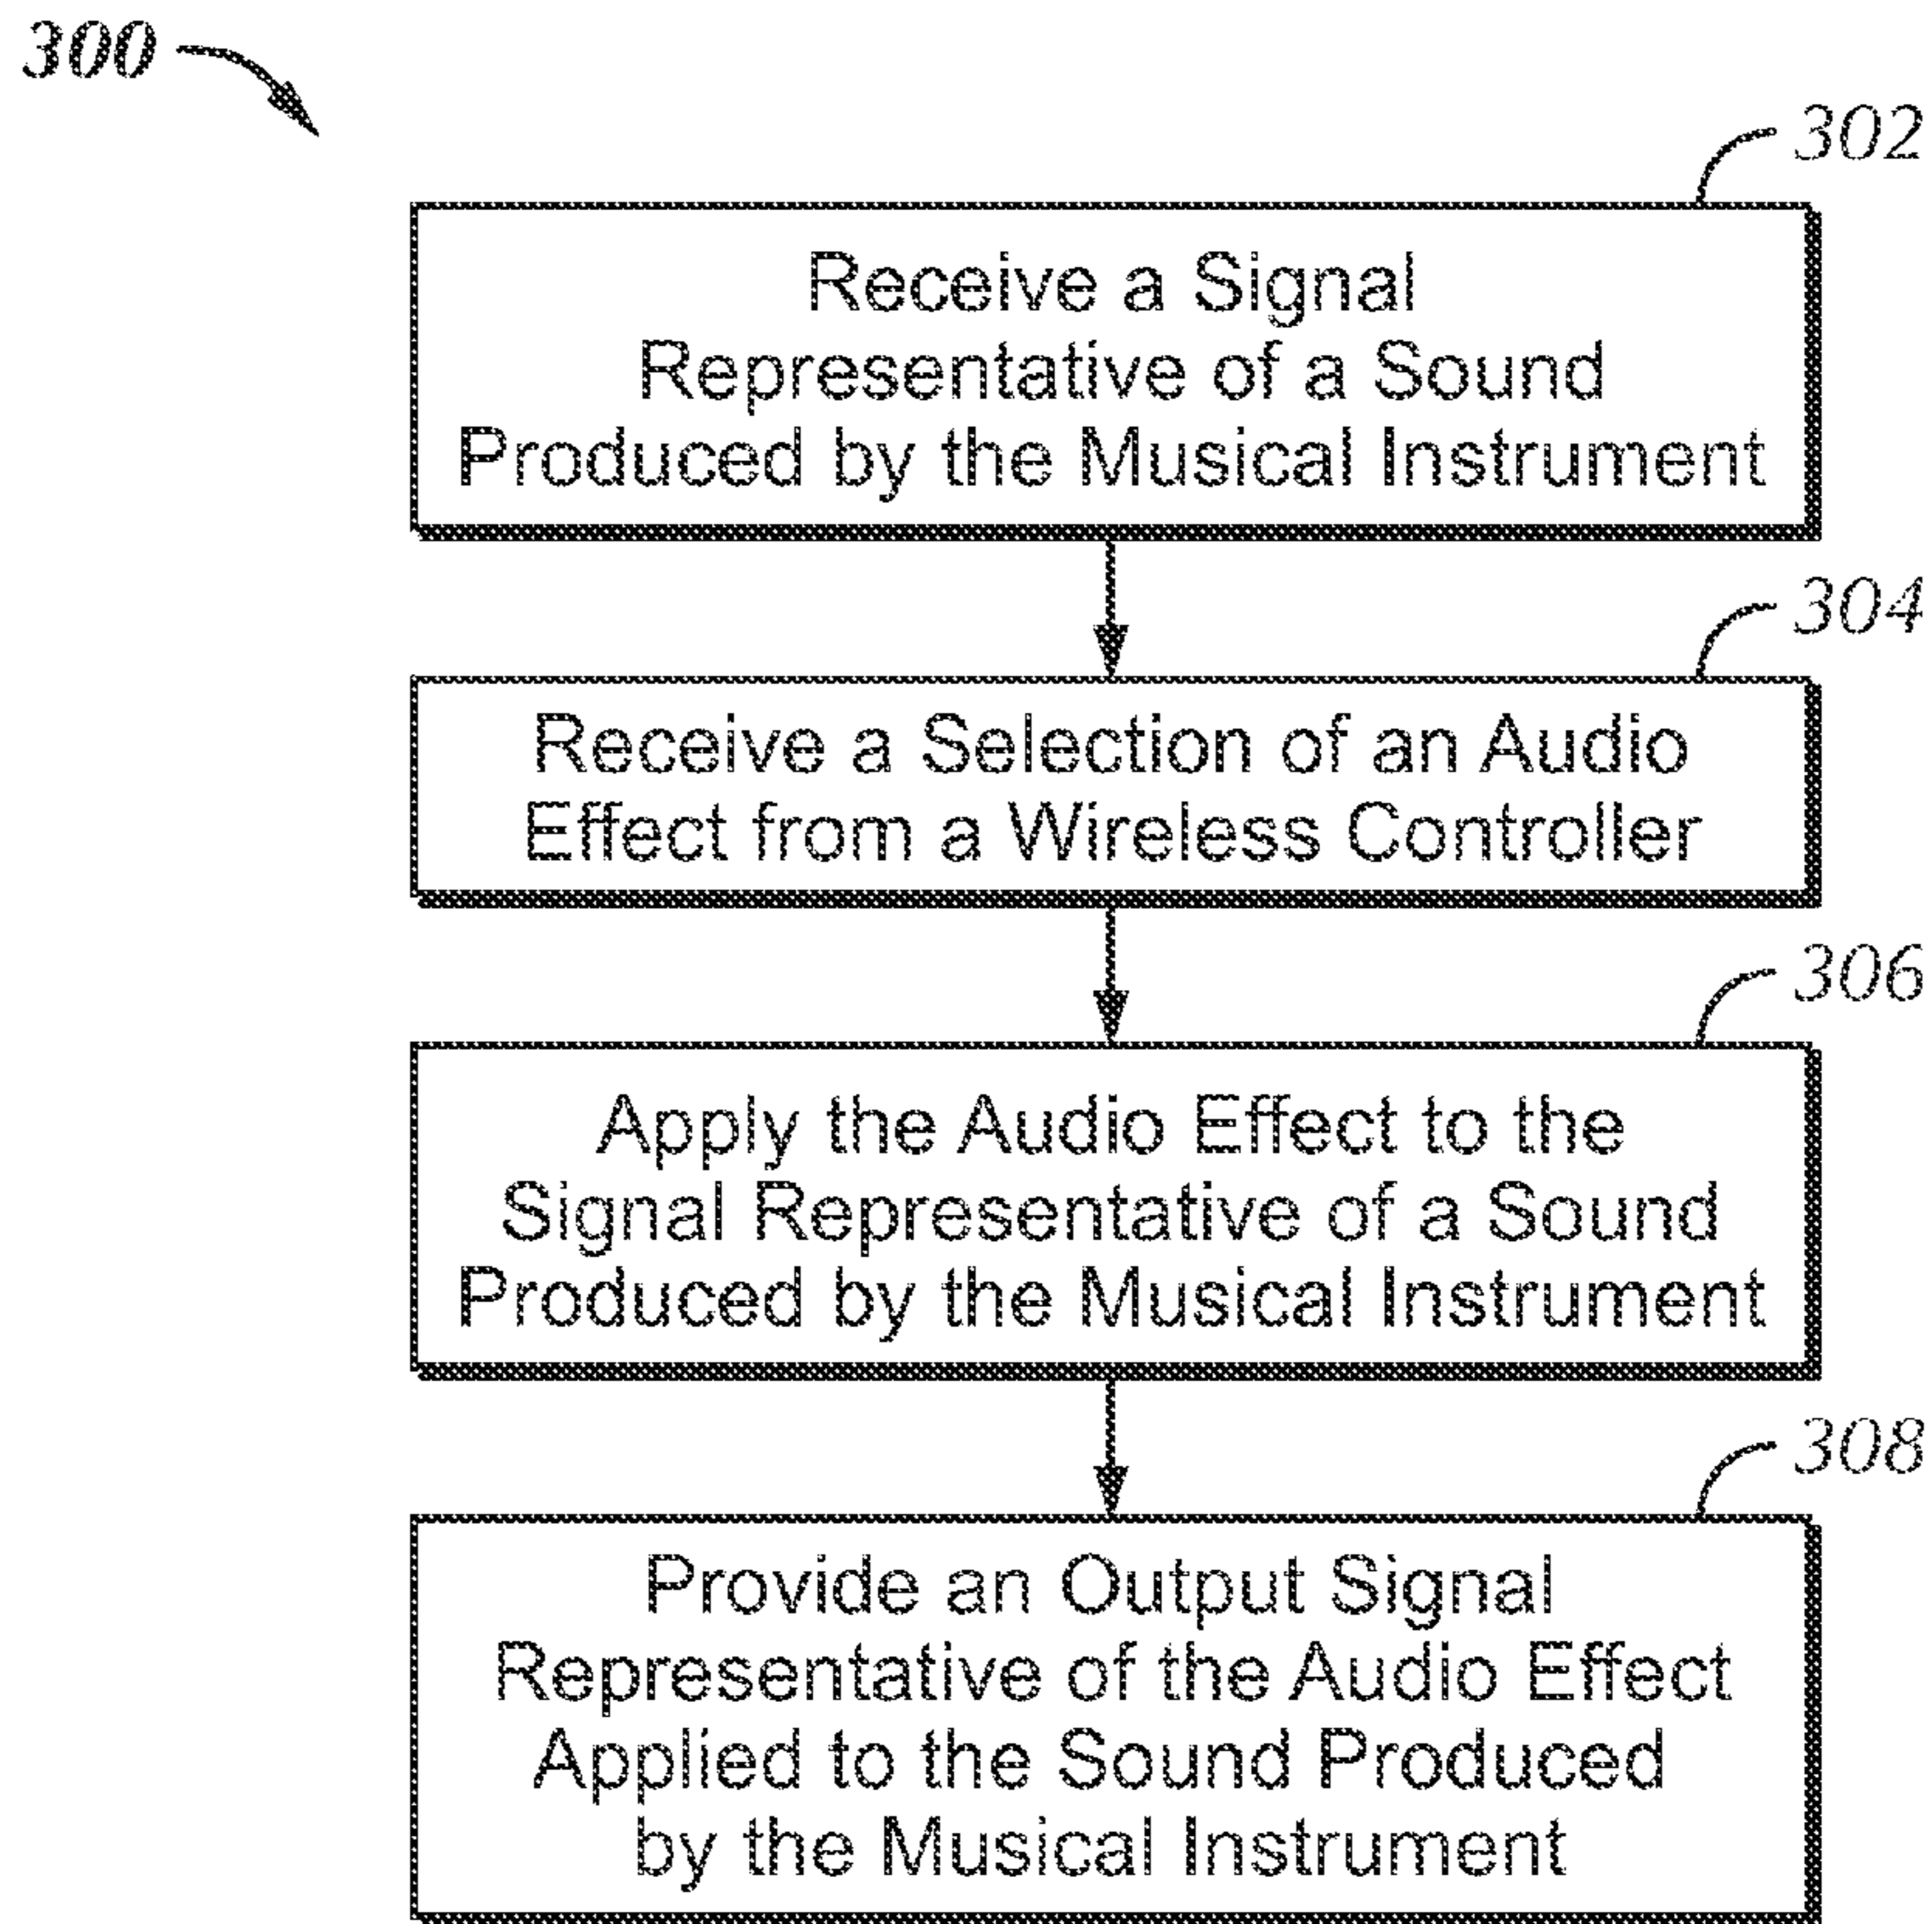 300
302
Receive a Signal
Representative of a Sound
Produced by the Musical Instrument
304
Receive a Selection of an Audio
Effect from a Wireless Controller
306
Apply the Audio Effect to the
Signal Representative of a Sound
Produced by the Musical Instrument
308
Provide an Output Signal
Representative of the Audio Effect
Applied to the Sound Produced
by the Musical Instrument